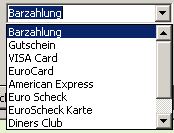 Barzahlung
Barzahlung
Gutschein
VISA Card
EuroCard
American Express
Euro Scheck
EuroScheck Karte
Diners Club